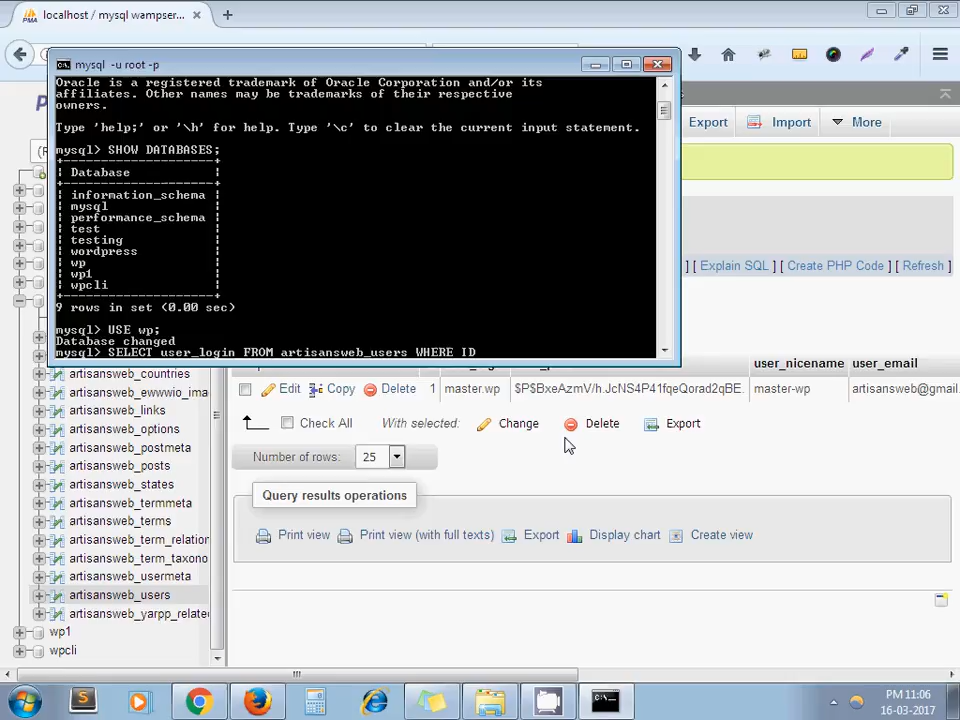 localhost / mysql wampser...
mysql -u root -p
Oracle is a registered trademark of Oracle Corporation and/or its
affiliates. Other names may be trademarks of their respective
owners.
Type 'help;' or '\h' for help. Type '\c' to clear the current input statement.
mysql> SHOW DATABASES;
Database
information_schema
mysql
performance_schema
test
testing
wordpress
wp
wp1
wpcli
9 rows in set (0.00 sec)
mysql> USE wp;
Database changed
mysql> SELECT user_login FROM artisansweb_users WHERE ID
Export Import More
] [ Explain SQL ] [ Create PHP Code ] [ Refresh ]
user_nicename user_email
Edit Copy Delete 1 master.wp $P$BxeAzmV/h.JcNS4P41fqeQorad2qBE. master-wp artisansweb@gmail.
Check All With selected: Change Delete Export
Number of rows: 25
Query results operations
Print view Print view (with full texts) Export Display chart Create view
artisansweb_countries
artisansweb_ewwwio_ima
artisansweb_links
artisansweb_options
artisansweb_postmeta
artisansweb_posts
artisansweb_states
artisansweb_termmeta
artisansweb_terms
artisansweb_term_relation
artisansweb_term_taxono
artisansweb_usermeta
artisansweb_users
artisansweb_yarpp_relate
wp1
wpcli
PM 11:06
16-03-2017